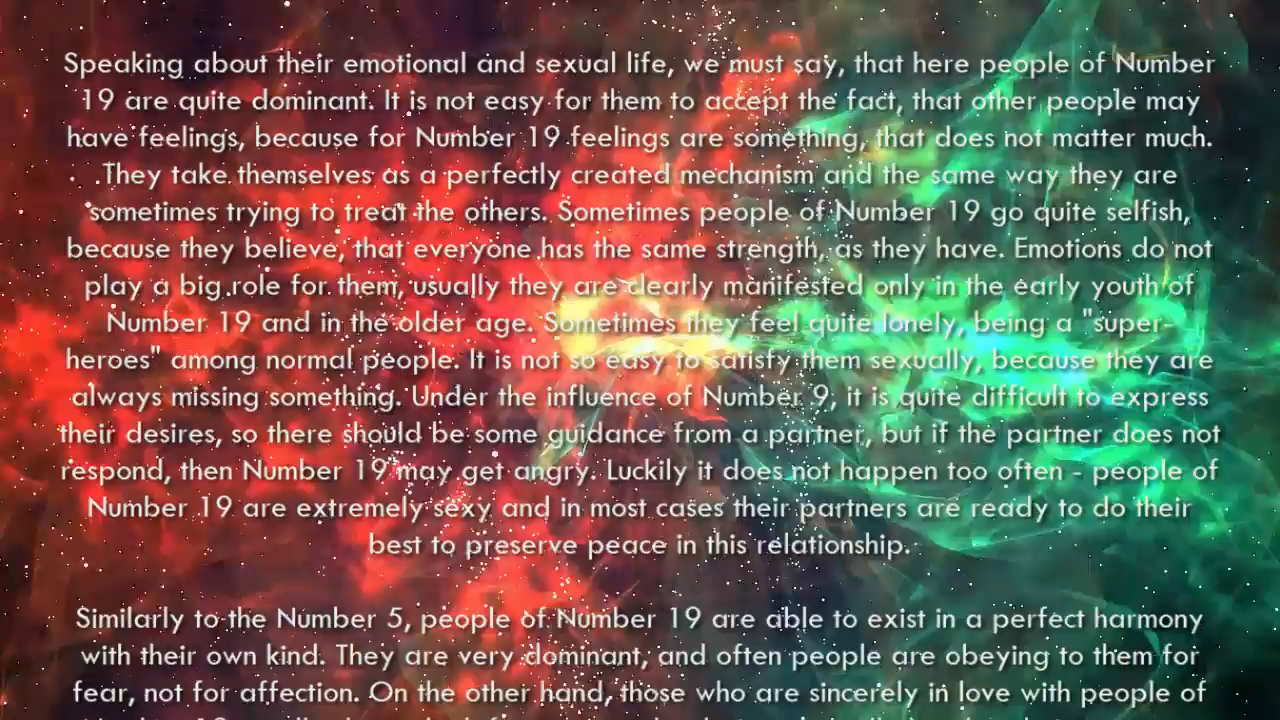 Speaking about their emotional and sexual life, we must say, that here people of Number
19 are quite dominant. It is not easy for them to accept the fact, that other people may
have feelings, because for Number 19 feelings are something, that does not matter much.
They take themselves as a perfectly created mechanism and the same way they are
sometimes trying to treat the others. Sometimes people of Number 19 go quite selfish,
because they believe, that everyone has the same strength, as they have. Emotions do not
play a big role for them, usually they are clearly manifested only in the early youth of
Number 19 and in the older age. Sometimes they feel quite lonely, being a "super-
heroes" among normal people. It is not so easy to satisfy them sexually, because they are
always missing something. Under the influence of Number 9, it is quite difficult to express
their desires, so there should be some guidance from a partner, but if the partner does not
respond, then Number 19 may get angry. Luckily it does not happen too often - people of
Number 19 are extremely sexy and in most cases their partners are ready to do their
best to preserve peace in this relationship.
Similarly to the Number 5, people of Number 19 are able to exist in a perfect harmony
with their own kind. They are very dominant, and often people are obeying to them for
fear, not for affection. On the other hand, those who are sincerely in love with people of